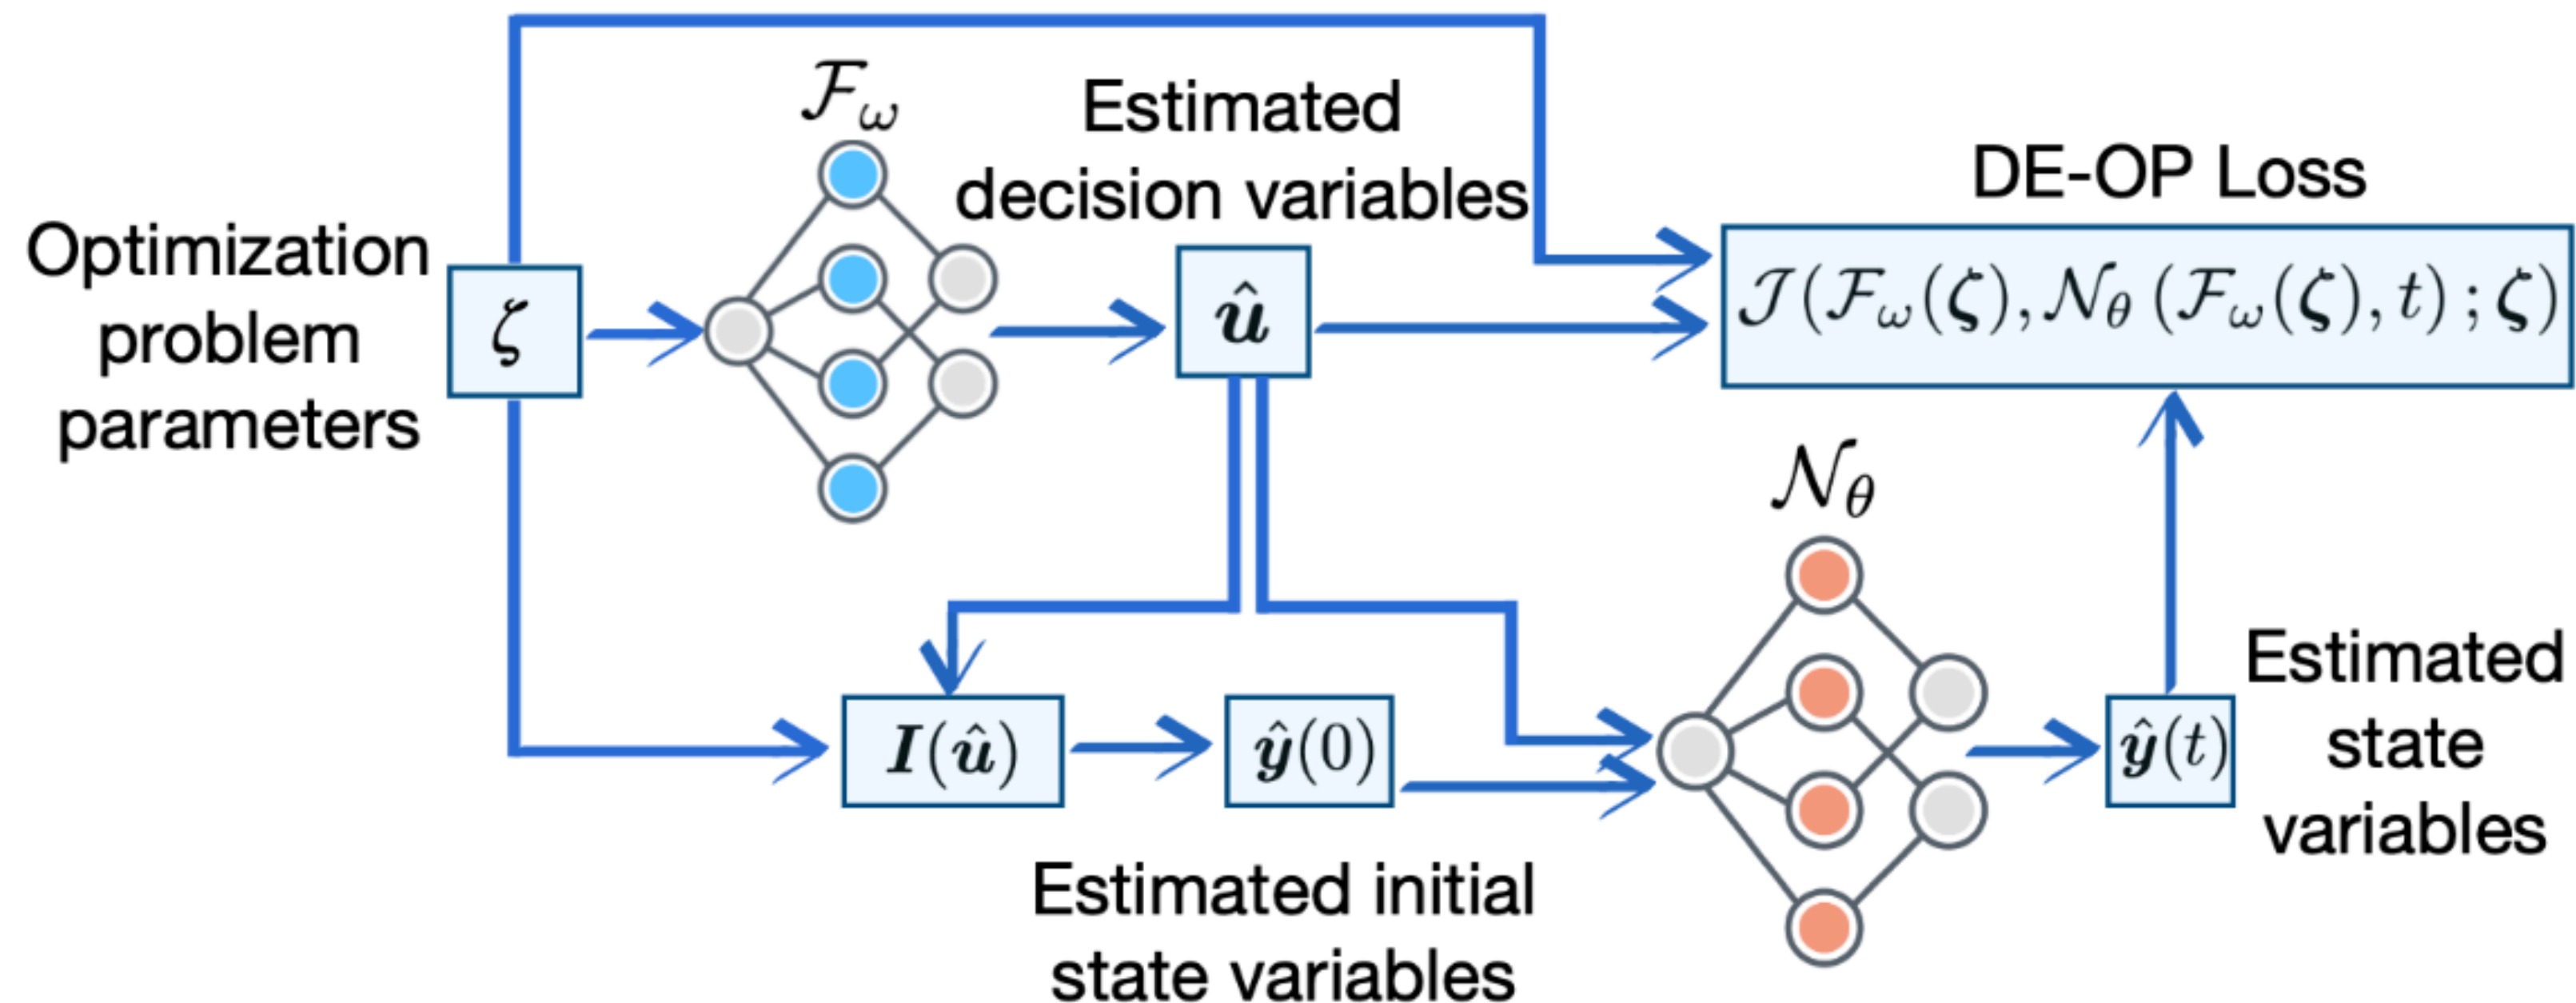 Optimization
problem
parameters
ζ
𝓕_ω
Estimated
decision variables
û
DE-OP Loss
𝒥(𝓕_ω(ζ), 𝒩_θ (𝓕_ω(ζ), t) ; ζ)
𝒩_θ
I(û)
ŷ(0)
Estimated initial
state variables
ŷ(t)
Estimated
state
variables